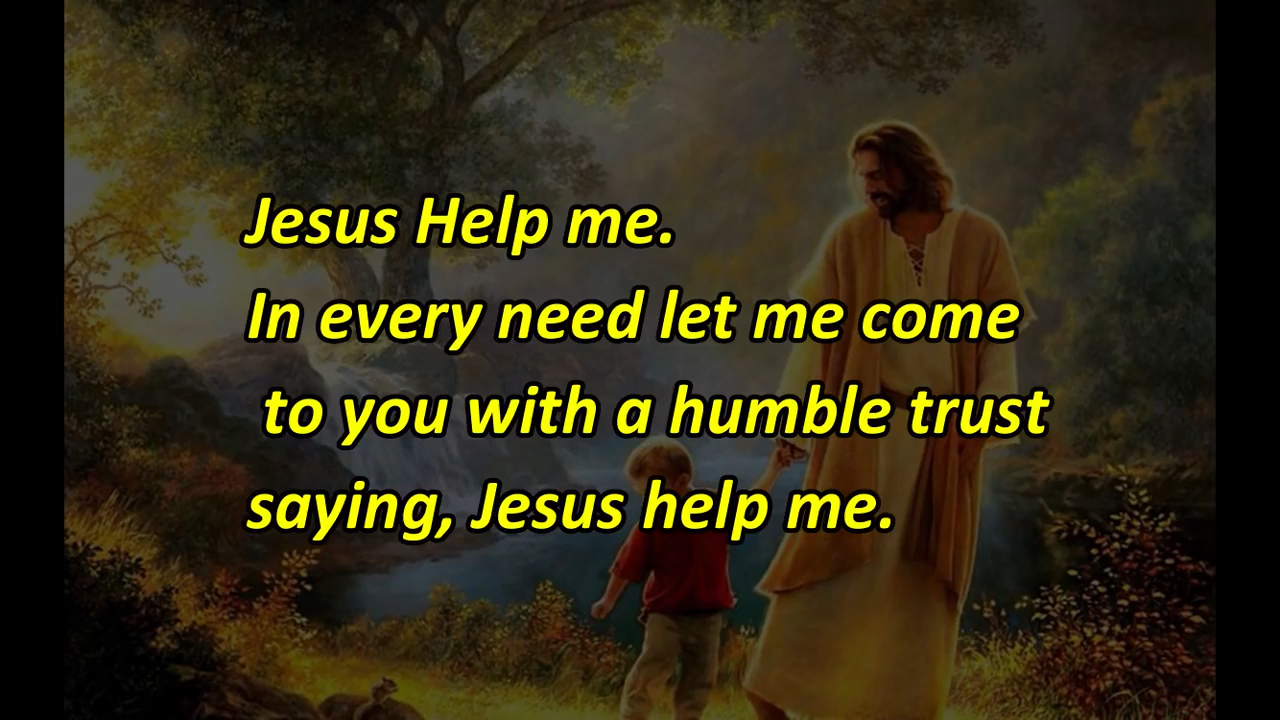 Jesus Help me.
In every need let me come
to you with a humble trust
saying, Jesus help me.